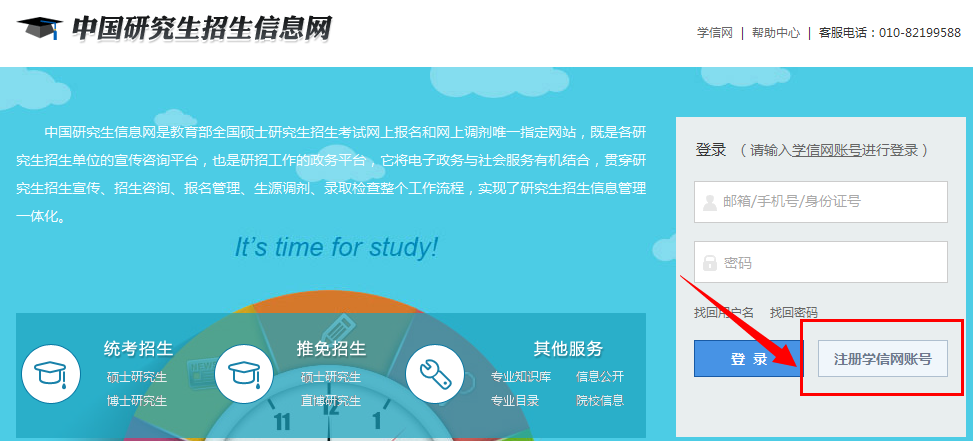 中国研究生招生信息网
学信网 | 帮助中心 | 客服电话：010-82199588
中国研究生信息网是教育部全国硕士研究生招生考试网上报名和网上调剂唯一指定网站，既是各研
究生招生单位的宣传咨询平台，也是研招工作的政务平台，它将电子政务与社会服务有机结合，贯穿
研究生招生宣传、招生咨询、报名管理、生源调剂、录取检查整个工作流程，实现了研究生招生信息管理
一体化。
It's time for study!
登录 （请输入学信网账号进行登录）
邮箱/手机号/身份证号
密码
找回用户名 找回密码
登 录 注册学信网账号
统考招生
硕士研究生
博士研究生
推免招生
硕士研究生
直博研究生
其他服务
专业知识库 信息公开
专业目录 院校信息
11 12 1